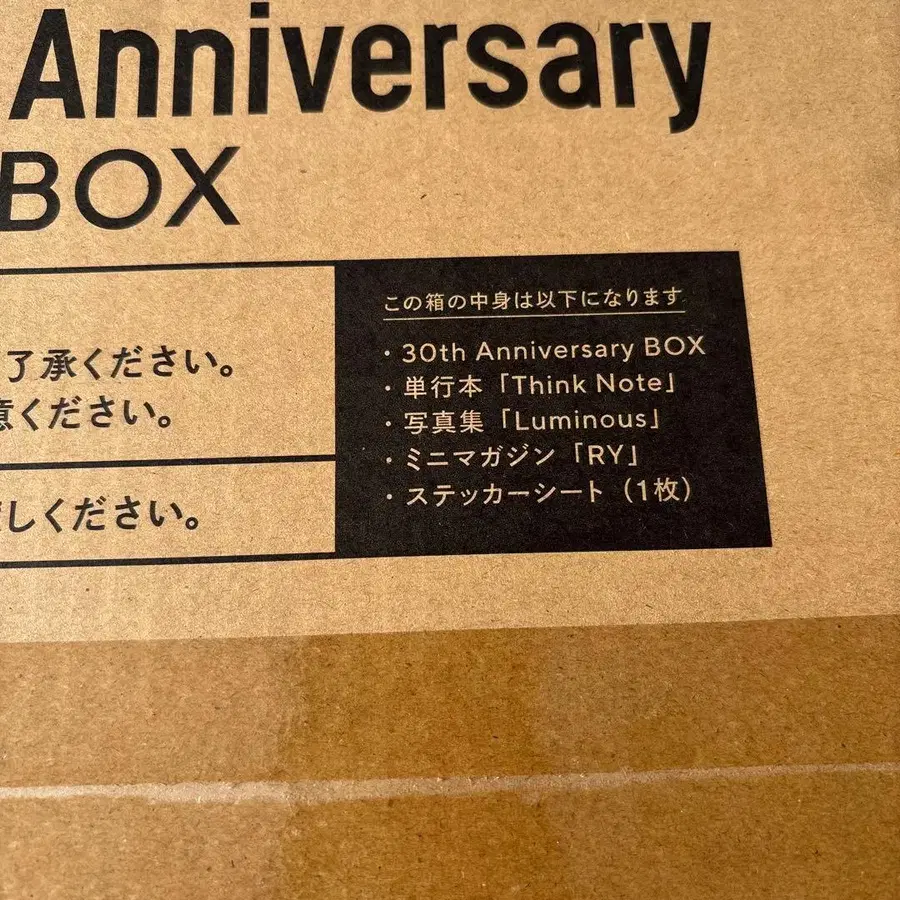 Anniversary
BOX
了承ください。
意ください。
しください。
この箱の中身は以下になります
・30th Anniversary BOX
・単行本「Think Note」
・写真集「Luminous」
・ミニマガジン「RY」
・ステッカーシート（1枚）